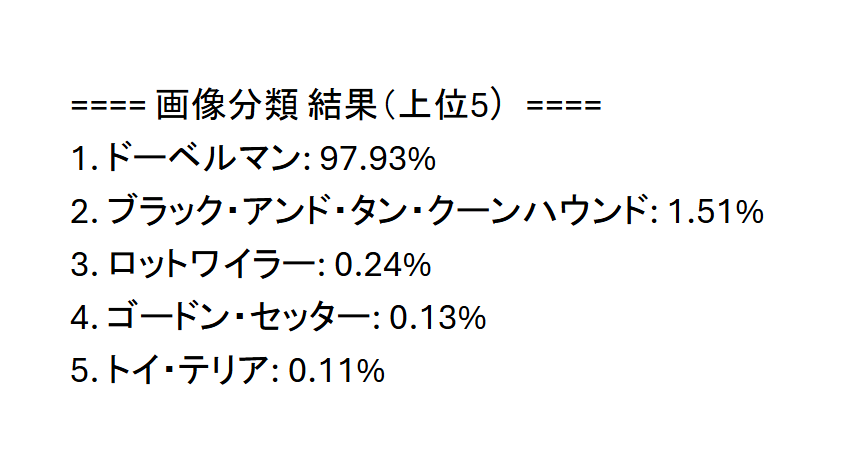 ==== 画像分類 結果（上位5） ====
1. ドーベルマン: 97.93%
2. ブラック・アンド・タン・クーンハウンド: 1.51%
3. ロットワイラー: 0.24%
4. ゴードン・セッター: 0.13%
5. トイ・テリア: 0.11%